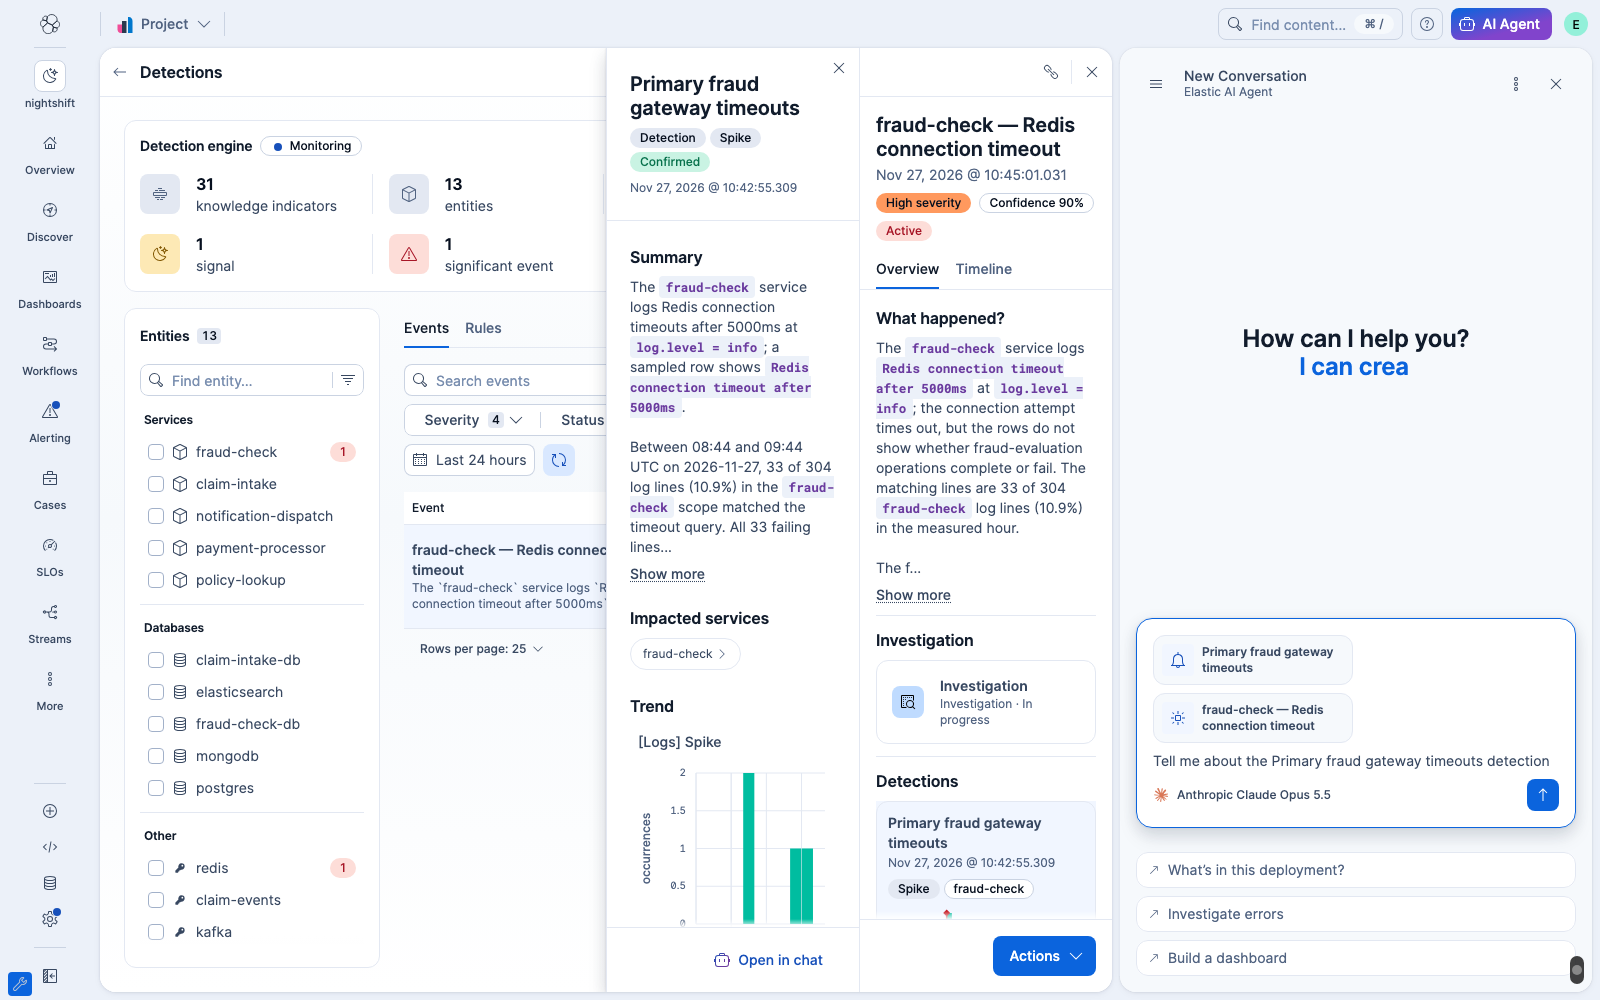 Project
Find content...
⌘ /
AI Agent
E
nightshift
Overview
Discover
Dashboards
Workflows
Alerting
Cases
SLOs
Streams
More
Detections
Detection engine
Monitoring
31
knowledge indicators
13
entities
1
signal
1
significant event
Entities 13
Find entity...
Services
fraud-check 1
claim-intake
notification-dispatch
payment-processor
policy-lookup
Databases
claim-intake-db
elasticsearch
fraud-check-db
mongodb
postgres
Other
redis 1
claim-events
kafka
Events Rules
Search events
Severity 4
Status
Last 24 hours
Event
fraud-check — Redis connec
timeout
The `fraud-check` service logs `R
connection timeout after 5000ms`
Rows per page: 25
Primary fraud
gateway timeouts
Detection Spike
Confirmed
Nov 27, 2026 @ 10:42:55.309
Summary
The fraud-check service
logs Redis connection
timeouts after 5000ms at
log.level = info ; a
sampled row shows Redis
connection timeout after
5000ms .
Between 08:44 and 09:44
UTC on 2026-11-27, 33 of 304
log lines (10.9%) in the fraud-
check scope matched the
timeout query. All 33 failing
lines...
Show more
Impacted services
fraud-check
Trend
[Logs] Spike
occurrences
2
1.5
1
0.5
0
Open in chat
fraud-check — Redis
connection timeout
Nov 27, 2026 @ 10:45:01.031
High severity Confidence 90%
Active
Overview Timeline
What happened?
The fraud-check service logs
Redis connection timeout
after 5000ms at log.level =
info ; the connection attempt
times out, but the rows do not
show whether fraud-evaluation
operations complete or fail. The
matching lines are 33 of 304
fraud-check log lines (10.9%)
in the measured hour.
The f...
Show more
Investigation
Investigation
Investigation · In
progress
Detections
Primary fraud gateway
timeouts
Nov 27, 2026 @ 10:42:55.309
Spike fraud-check
Actions
New Conversation
Elastic AI Agent
How can I help you?
I can crea
Primary fraud gateway
timeouts
fraud-check — Redis
connection timeout
Tell me about the Primary fraud gateway timeouts detection
Anthropic Claude Opus 5.5
What's in this deployment?
Investigate errors
Build a dashboard